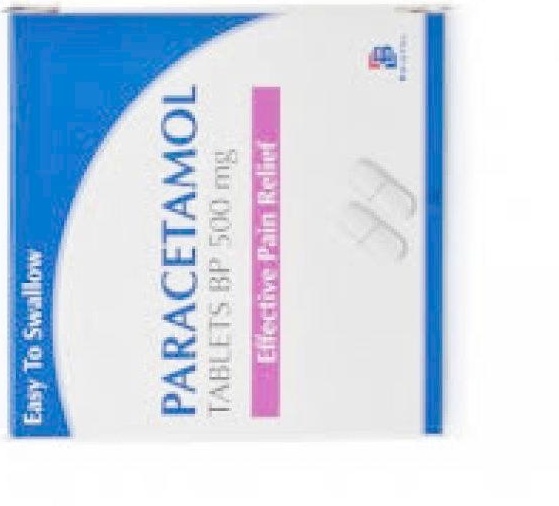 Easy To Swallow
PARACETAMOL
TABLETS BP 500 mg
Effective Pain Relief